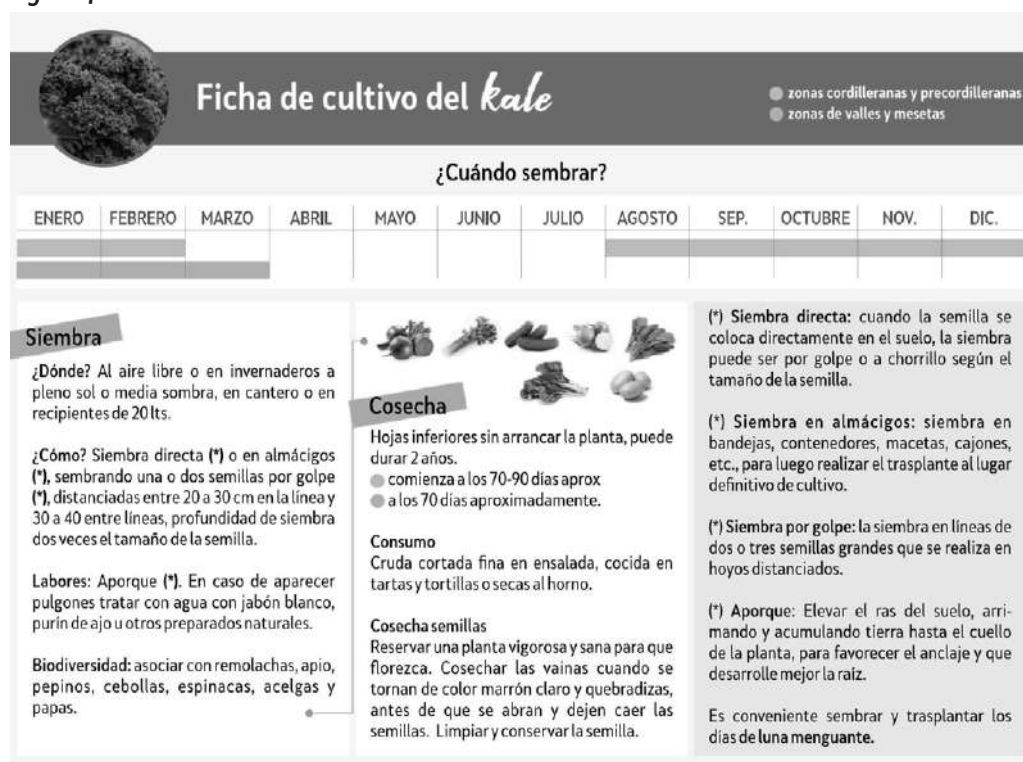 Ficha de cultivo del kale
zonas cordilleranas y precordilleranas
zonas de valles y mesetas
¿Cuándo sembrar?
ENERO FEBRERO MARZO ABRIL MAYO JUNIO JULIO AGOSTO SEP. OCTUBRE NOV. DIC.
Siembra
¿Dónde? Al aire libre o en invernaderos a
pleno sol o media sombra, en cantero o en
recipientes de 20 lts.
¿Cómo? Siembra directa (*) o en almácigos
(*), sembrando una o dos semillas por golpe
(*), distanciadas entre 20 a 30 cm en la línea y
30 a 40 entre líneas, profundidad de siembra
dos veces el tamaño de la semilla.
Labores: Aporque (*). En caso de aparecer
pulgones tratar con agua con jabón blanco,
purín de ajo u otros preparados naturales.
Biodiversidad: asociar con remolachas, apio,
pepinos, cebollas, espinacas, acelgas y
papas.
Cosecha
Hojas inferiores sin arrancar la planta, puede
durar 2 años.
comienza a los 70-90 días aprox
a los 70 días aproximadamente.
Consumo
Cruda cortada fina en ensalada, cocida en
tartas y tortillas o secas al horno.
Cosecha semillas
Reservar una planta vigorosa y sana para que
florezca. Cosechar las vainas cuando se
tornan de color marrón claro y quebradizas,
antes de que se abran y dejen caer las
semillas. Limpiar y conservar la semilla.
(*) Siembra directa: cuando la semilla se
coloca directamente en el suelo, la siembra
puede ser por golpe o a chorrillo según el
tamaño de la semilla.
(*) Siembra en almácigos: siembra en
bandejas, contenedores, macetas, cajones,
etc., para luego realizar el trasplante al lugar
definitivo de cultivo.
(*) Siembra por golpe: la siembra en líneas de
dos o tres semillas grandes que se realiza en
hoyos distanciados.
(*) Aporque: Elevar el ras del suelo, arri-
mando y acumulando tierra hasta el cuello
de la planta, para favorecer el anclaje y que
desarrolle mejor la raíz.
Es conveniente sembrar y trasplantar los
días de luna menguante.